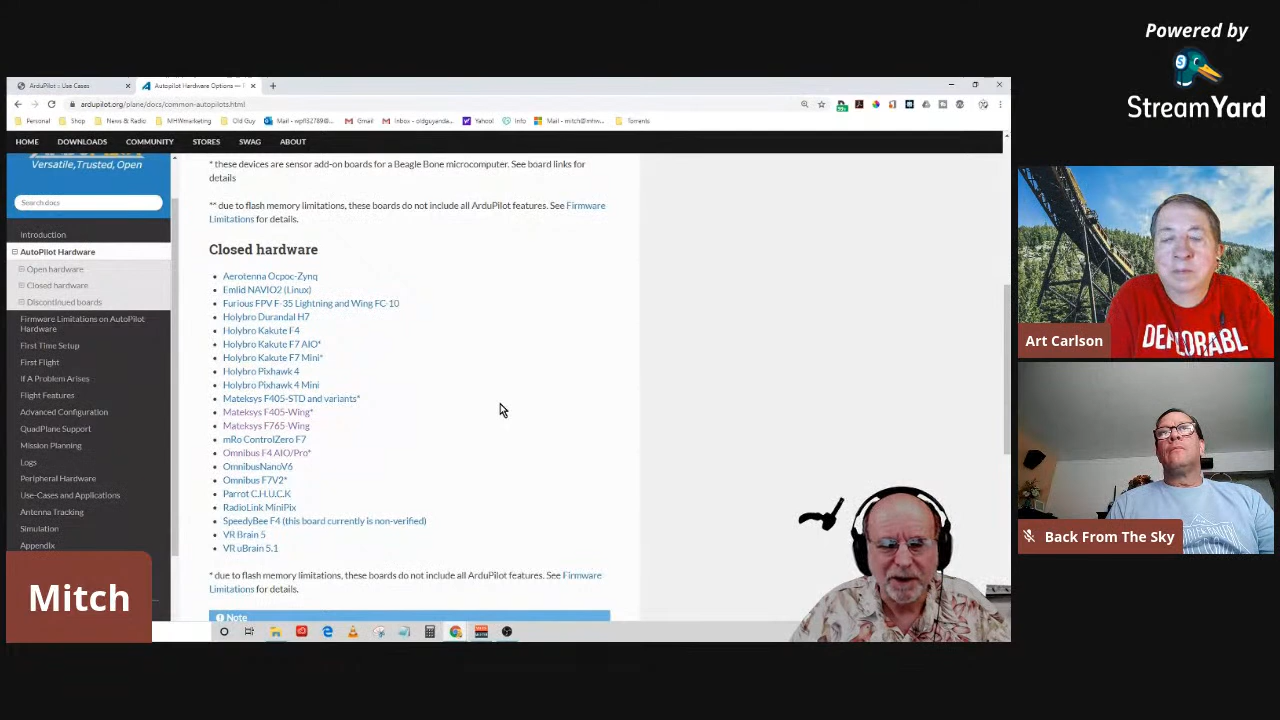 Powered by
StreamYard
ArduPilot :: Use Cases
Autopilot Hardware Options —
ardupilot.org/plane/docs/common-autopilots.html
Personal
Shop
News & Radio
MHWmarketing
Old Guy
Mail - wpfl82789@...
Gmail
Inbox - oldguyanda...
Yahoo!
Info
Mail - mitch@mhw...
Torrents
HOME
DOWNLOADS
COMMUNITY
STORES
SWAG
ABOUT
Versatile, Trusted, Open
Search docs
Introduction
AutoPilot Hardware
Open hardware
Closed hardware
Discontinued boards
Firmware Limitations on AutoPilot
Hardware
First Time Setup
First Flight
If A Problem Arises
Flight Features
Advanced Configuration
QuadPlane Support
Mission Planning
Logs
Peripheral Hardware
Use-Cases and Applications
Antenna Tracking
Simulation
Appendix
* these devices are sensor add-on boards for a Beagle Bone microcomputer. See board links for
details
** due to flash memory limitations, these boards do not include all ArduPilot features. See Firmware
Limitations for details.
Closed hardware
Aerotenna Ocpoc-Zynq
Emlid NAVIO2 (Linux)
Furious FPV F-35 Lightning and Wing FC-10
Holybro Durandal H7
Holybro Kakute F4
Holybro Kakute F7 AIO*
Holybro Kakute F7 Mini*
Holybro Pixhawk 4
Holybro Pixhawk 4 Mini
Mateksys F405-STD and variants*
Mateksys F405-Wing*
Mateksys F765-Wing
mRo ControlZero F7
Omnibus F4 AIO/Pro*
OmnibusNanoV6
Omnibus F7V2*
Parrot C.H.U.C.K
RadioLink MiniPix
SpeedyBee F4 (this board currently is non-verified)
VR Brain 5
VR uBrain 5.1
* due to flash memory limitations, these boards do not include all ArduPilot features. See Firmware
Limitations for details.
Note
Mitch
DEPLORABL
Art Carlson
Back From The Sky